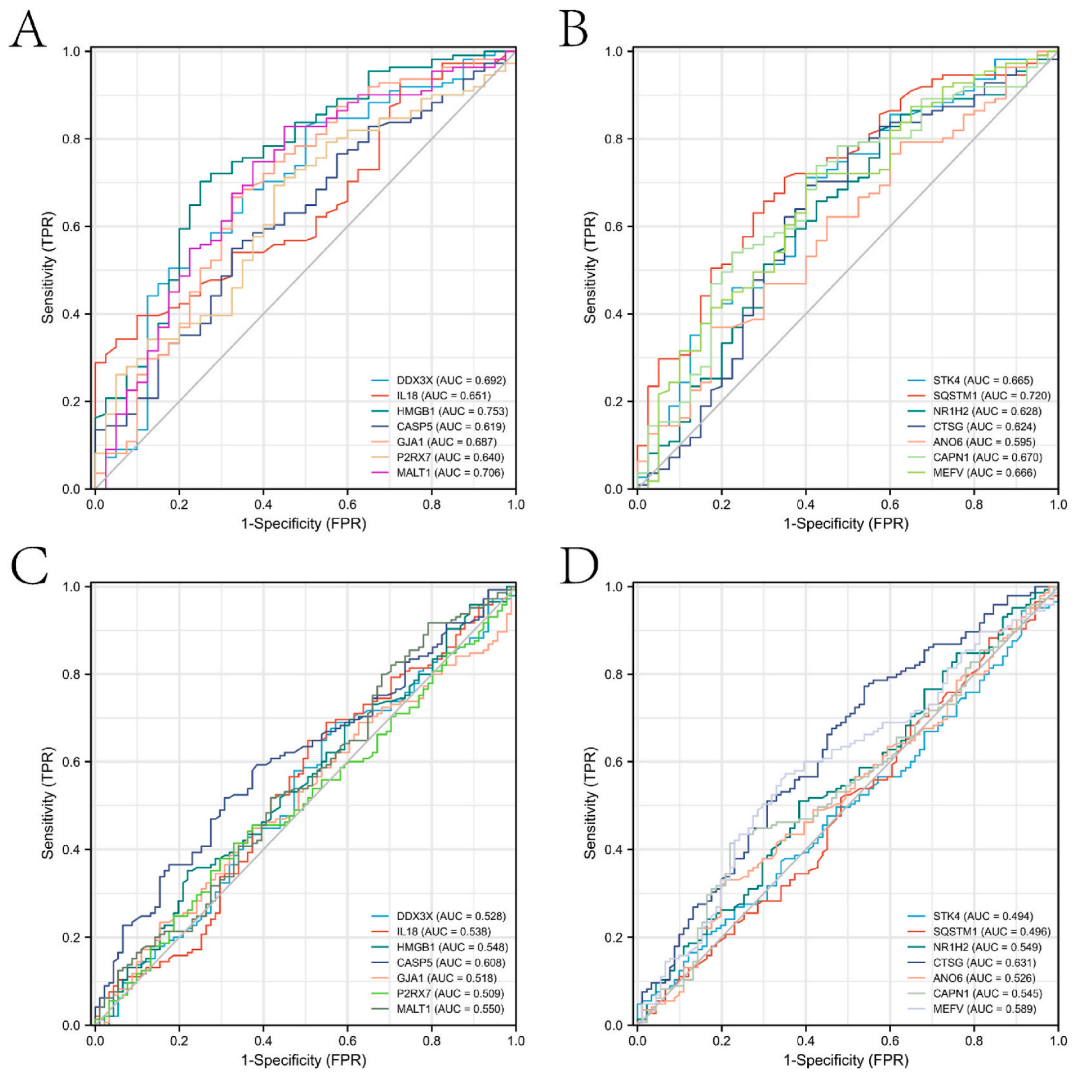 A
1.0
0.8
0.6
0.4
0.2
0.0
Sensitivity (TPR)
DDX3X (AUC = 0.692)
IL18 (AUC = 0.651)
HMGB1 (AUC = 0.753)
CASP5 (AUC = 0.619)
GJA1 (AUC = 0.687)
P2RX7 (AUC = 0.640)
MALT1 (AUC = 0.706)
0.0 0.2 0.4 0.6 0.8 1.0
1-Specificity (FPR)
B
1.0
0.8
0.6
0.4
0.2
0.0
Sensitivity (TPR)
STK4 (AUC = 0.665)
SQSTM1 (AUC = 0.720)
NR1H2 (AUC = 0.628)
CTSG (AUC = 0.624)
ANO6 (AUC = 0.595)
CAPN1 (AUC = 0.670)
MEFV (AUC = 0.666)
0.0 0.2 0.4 0.6 0.8 1.0
1-Specificity (FPR)
C
1.0
0.8
0.6
0.4
0.2
0.0
Sensitivity (TPR)
DDX3X (AUC = 0.528)
IL18 (AUC = 0.538)
HMGB1 (AUC = 0.548)
CASP5 (AUC = 0.608)
GJA1 (AUC = 0.518)
P2RX7 (AUC = 0.509)
MALT1 (AUC = 0.550)
0.0 0.2 0.4 0.6 0.8 1.0
1-Specificity (FPR)
D
1.0
0.8
0.6
0.4
0.2
0.0
Sensitivity (TPR)
STK4 (AUC = 0.494)
SQSTM1 (AUC = 0.496)
NR1H2 (AUC = 0.549)
CTSG (AUC = 0.631)
ANO6 (AUC = 0.526)
CAPN1 (AUC = 0.545)
MEFV (AUC = 0.589)
0.0 0.2 0.4 0.6 0.8 1.0
1-Specificity (FPR)